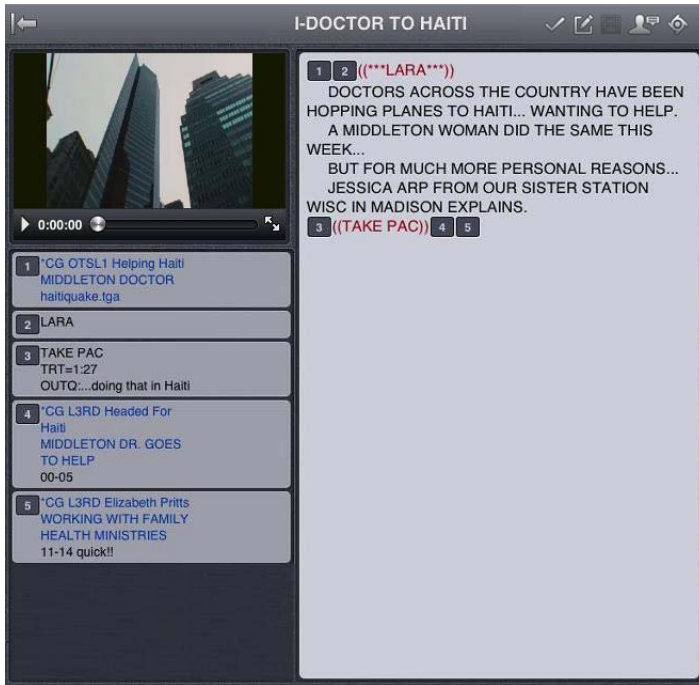 I-DOCTOR TO HAITI
0:00:00
1 *CG OTSL1 Helping Haiti
MIDDLETON DOCTOR
haitiquake.tga
2 LARA
3 TAKE PAC
TRT=1:27
OUTQ:...doing that in Haiti
4 *CG L3RD Headed For
Haiti
MIDDLETON DR. GOES
TO HELP
00-05
5 *CG L3RD Elizabeth Pritts
WORKING WITH FAMILY
HEALTH MINISTRIES
11-14 quick!!
1 2 ((***LARA***))
DOCTORS ACROSS THE COUNTRY HAVE BEEN
HOPPING PLANES TO HAITI... WANTING TO HELP.
A MIDDLETON WOMAN DID THE SAME THIS
WEEK...
BUT FOR MUCH MORE PERSONAL REASONS...
JESSICA ARP FROM OUR SISTER STATION
WISC IN MADISON EXPLAINS.
3 ((TAKE PAC)) 4 5